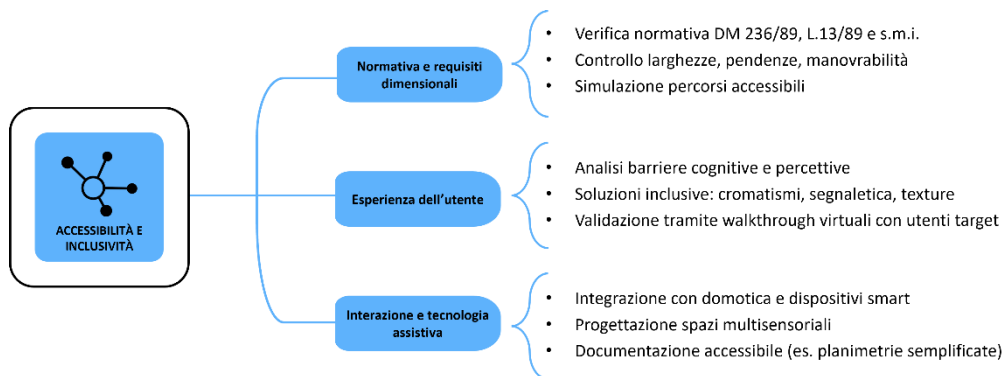 ACCESSIBILITÀ E
INCLUSIVITÀ
Normativa e requisiti
dimensionali
• Verifica normativa DM 236/89, L.13/89 e s.m.i.
• Controllo larghezze, pendenze, manovrabilità
• Simulazione percorsi accessibili
Esperienza dell'utente
• Analisi barriere cognitive e percettive
• Soluzioni inclusive: cromatismi, segnaletica, texture
• Validazione tramite walkthrough virtuali con utenti target
Interazione e tecnologia
assistiva
• Integrazione con domotica e dispositivi smart
• Progettazione spazi multisensoriali
• Documentazione accessibile (es. planimetrie semplificate)